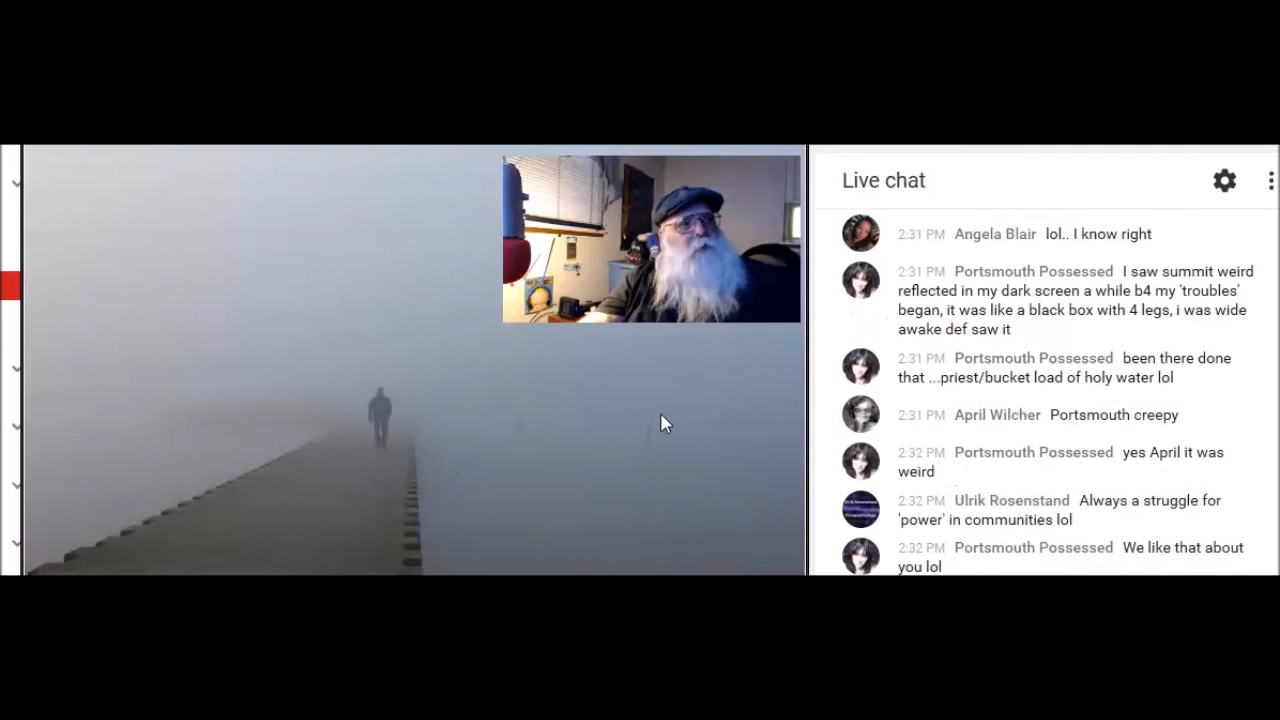 Live chat
2:31 PM Angela Blair lol.. I know right
2:31 PM Portsmouth Possessed I saw summit weird
reflected in my dark screen a while b4 my 'troubles'
began, it was like a black box with 4 legs, i was wide
awake def saw it
2:31 PM Portsmouth Possessed been there done
that ...priest/bucket load of holy water lol
2:31 PM April Wilcher Portsmouth creepy
2:32 PM Portsmouth Possessed yes April it was
weird
2:32 PM Ulrik Rosenstand Always a struggle for
'power' in communities lol
2:32 PM Portsmouth Possessed We like that about
you lol